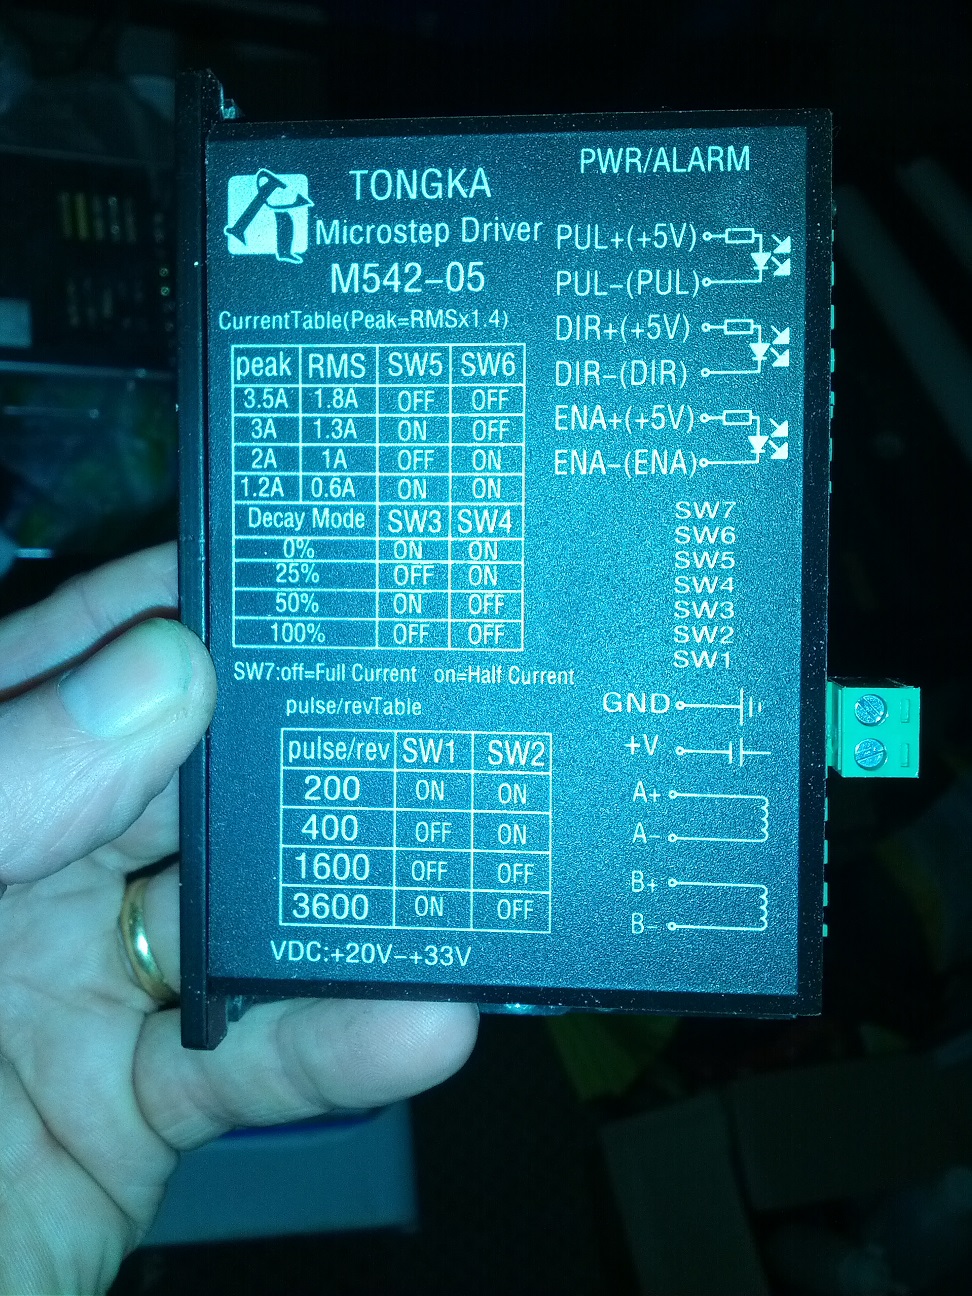 TONGKA
Microstep Driver
M542-05
CurrentTable(Peak=RMSx1.4)
peak RMS SW5 SW6
3.5A 1.8A OFF OFF
3A 1.3A ON OFF
2A 1A OFF ON
1.2A 0.6A ON ON
Decay Mode SW3 SW4
0% ON ON
25% OFF ON
50% ON OFF
100% OFF OFF
SW7:off=Full Current on=Half Current
pulse/revTable
pulse/rev SW1 SW2
200 ON ON
400 OFF ON
1600 OFF OFF
3600 ON OFF
VDC:+20V-+33V
PWR/ALARM
PUL+(+5V)
PUL-(PUL)
DIR+(+5V)
DIR-(DIR)
ENA+(+5V)
ENA-(ENA)
SW7
SW6
SW5
SW4
SW3
SW2
SW1
GND
+V
A+
A-
B+
B-